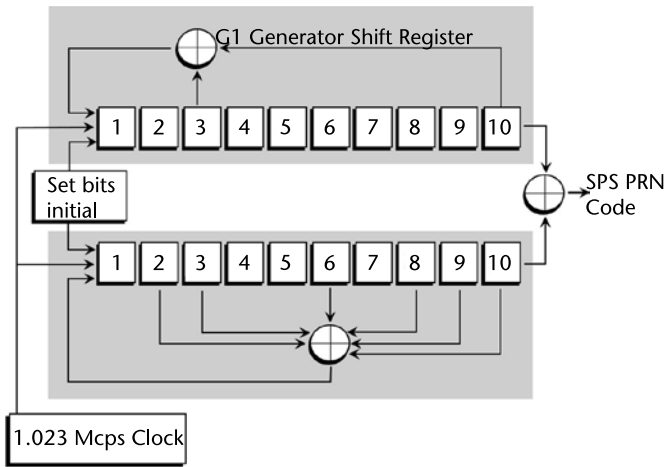 G1 Generator Shift Register
1 2 3 4 5 6 7 8 9 10
Set bits
initial
SPS PRN
Code
1 2 3 4 5 6 7 8 9 10
1.023 Mcps Clock